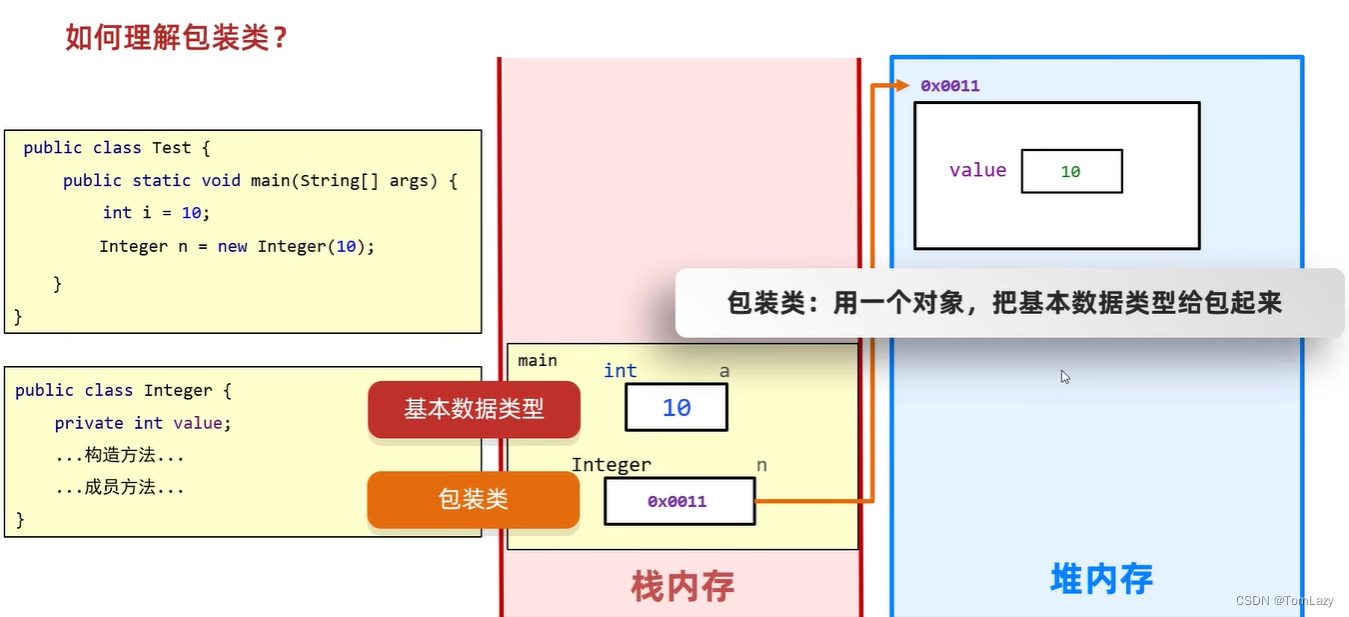 如何理解包装类？
public class Test {
public static void main(String[] args) {
int i = 10;
Integer n = new Integer(10);
}
}
public class Integer {
private int value;
...构造方法...
...成员方法...
}
基本数据类型
包装类
main
int a
10
Integer n
0x0011
栈内存
0x0011
value 10
包装类：用一个对象，把基本数据类型给包起来
堆内存
CSDN @TomLazy